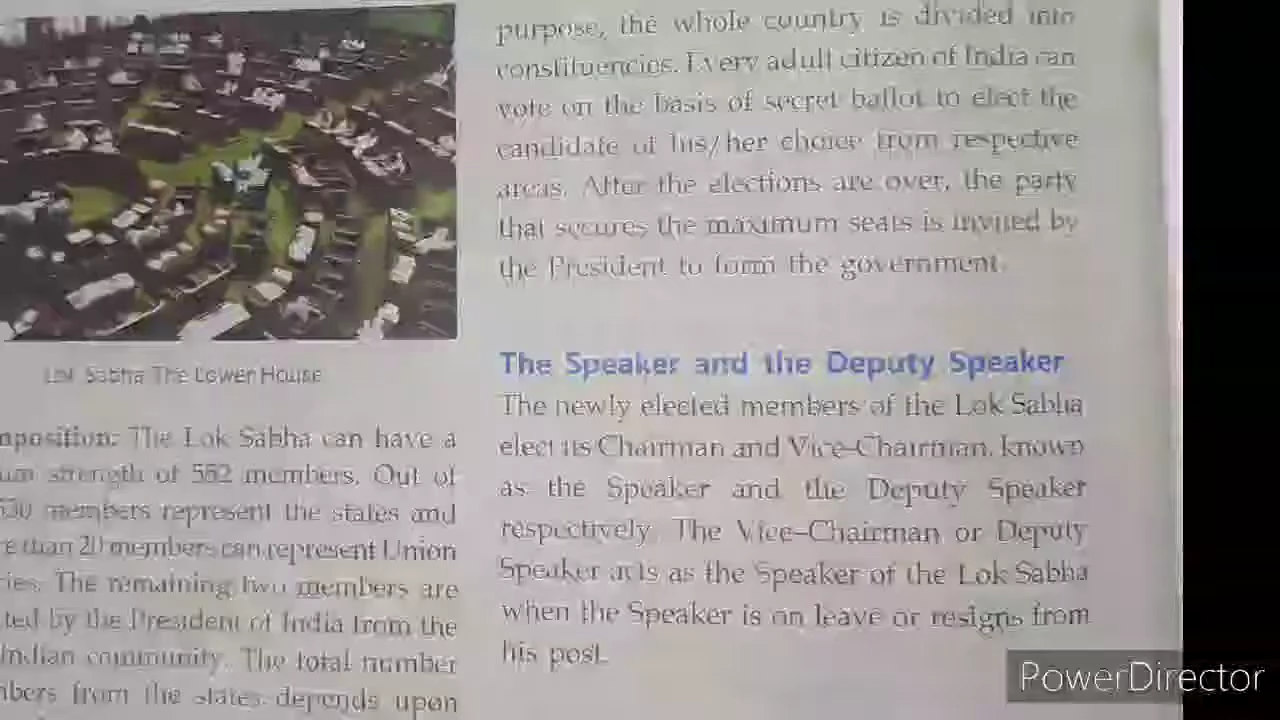 Lok Sabha The Lower House
mposition: The Lok Sabha can have a
um strength of 552 members. Out of
530 members represent the states and
re than 20 members can represent Union
ries. The remaining two members are
ted by the President of India from the
Indian community. The total number
mbers from the states depends upon
purpose, the whole country is divided into
constituencies. Every adult citizen of India can
vote on the basis of secret ballot to elect the
candidate of his/her choice from respective
areas. After the elections are over, the party
that secures the maximum seats is invited by
the President to form the government.
The Speaker and the Deputy Speaker
The newly elected members of the Lok Sabha
elect its Chairman and Vice–Chairman, known
as the Speaker and the Deputy Speaker
respectively. The Vice–Chairman or Deputy
Speaker acts as the Speaker of the Lok Sabha
when the Speaker is on leave or resigns from
his post.
PowerDirector